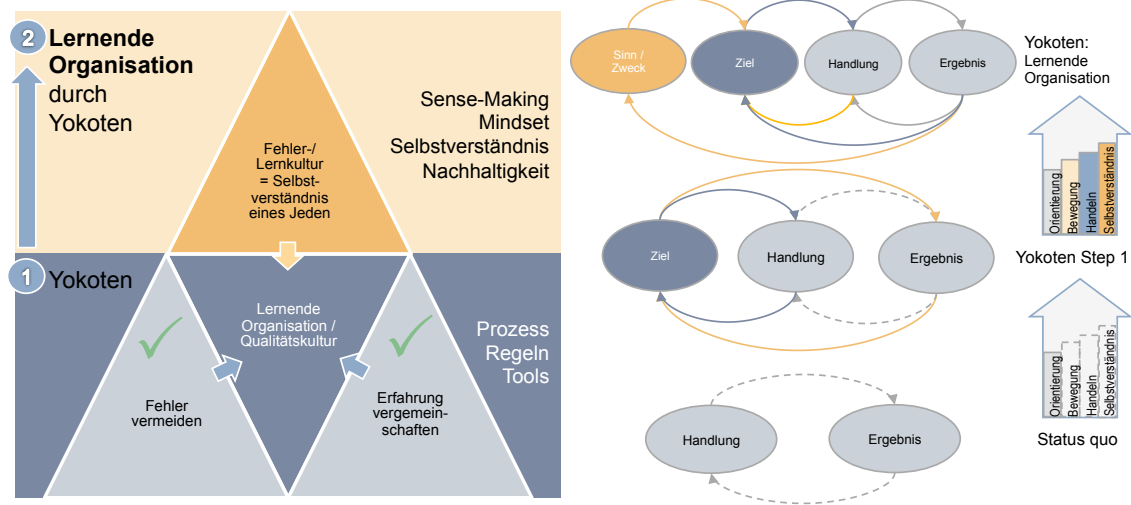 2
Lernende
Organisation
durch
Yokoten
Sense-Making
Mindset
Selbstverständnis
Nachhaltigkeit
Fehler-/
Lernkultur
= Selbst-
verständnis
eines Jeden
1
Yokoten
Lernende
Organisation /
Qualitätskultur
Prozess
Regeln
Tools
Fehler
vermeiden
Erfahrung
vergemein-
schaften
Sinn /
Zweck
Ziel
Handlung
Ergebnis
Yokoten:
Lernende
Organisation
Orientierung
Bewegung
Handeln
Selbstverständnis
Ziel
Handlung
Ergebnis
Yokoten Step 1
Orientierung
Bewegung
Handeln
Selbstverständnis
Handlung
Ergebnis
Status quo